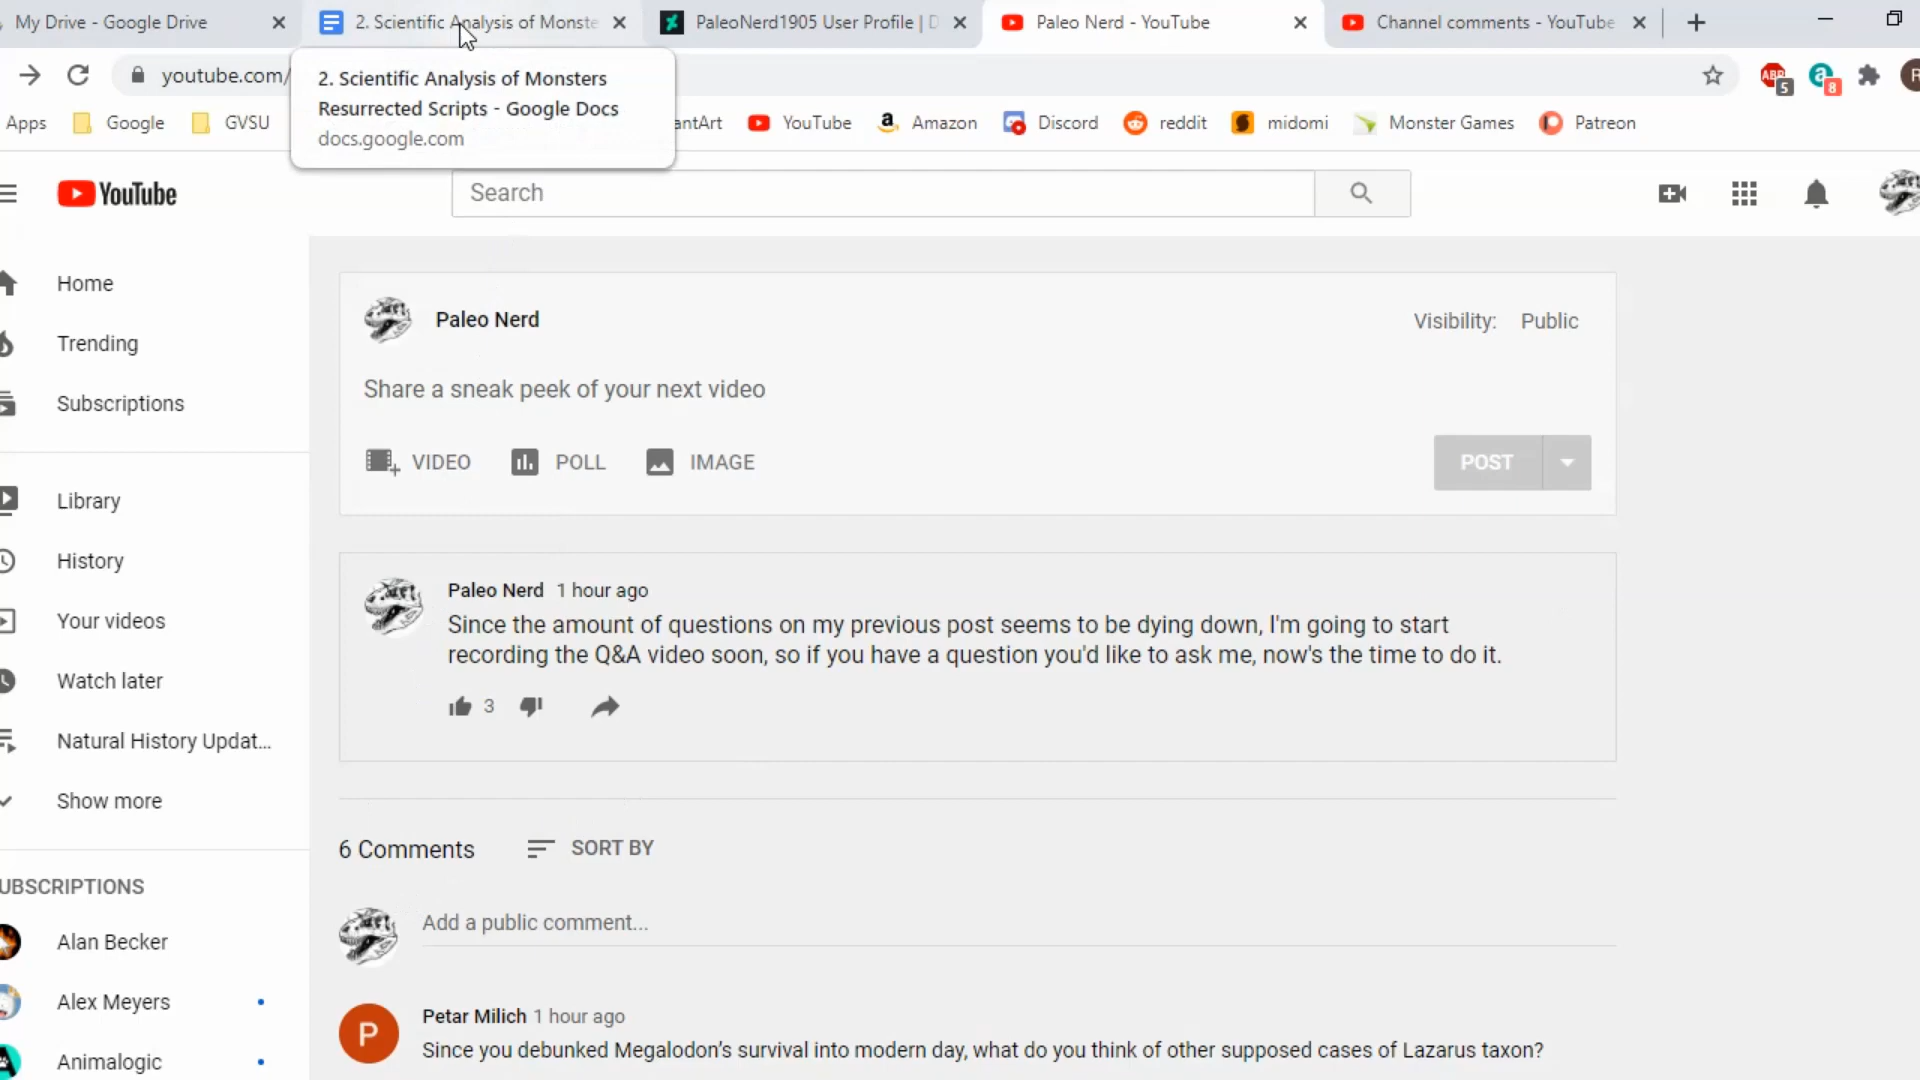 My Drive - Google Drive
2. Scientific Analysis of Monste
PaleoNerd1905 User Profile | D
Paleo Nerd - YouTube
Channel comments - YouTube
youtube.com/
2. Scientific Analysis of Monsters
Resurrected Scripts - Google Docs
docs.google.com
ABP
5
a
8
R
Apps
Google
GVSU
antArt
YouTube
Amazon
Discord
reddit
midomi
Monster Games
Patreon
YouTube
Search
Home
Trending
Subscriptions
Library
History
Your videos
Watch later
Natural History Updat...
Show more
UBSCRIPTIONS
Alan Becker
Alex Meyers
Animalogic
Paleo Nerd
Visibility: Public
Share a sneak peek of your next video
VIDEO
POLL
IMAGE
POST
Paleo Nerd 1 hour ago
Since the amount of questions on my previous post seems to be dying down, I'm going to start
recording the Q&A video soon, so if you have a question you'd like to ask me, now's the time to do it.
3
6 Comments
SORT BY
Add a public comment...
P
Petar Milich 1 hour ago
Since you debunked Megalodon's survival into modern day, what do you think of other supposed cases of Lazarus taxon?